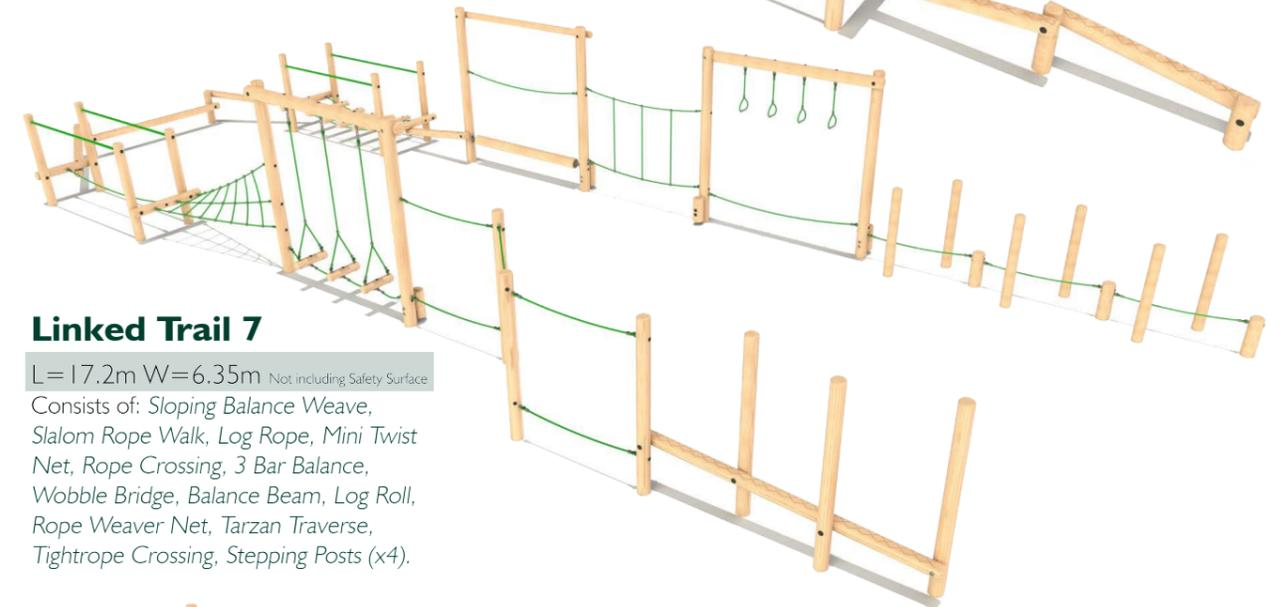 Linked Trail 7
L=17.2m W=6.35m Not including Safety Surface
Consists of: Sloping Balance Weave,
Slalom Rope Walk, Log Rope, Mini Twist
Net, Rope Crossing, 3 Bar Balance,
Wobble Bridge, Balance Beam, Log Roll,
Rope Weaver Net, Tarzan Traverse,
Tightrope Crossing, Stepping Posts (x4).